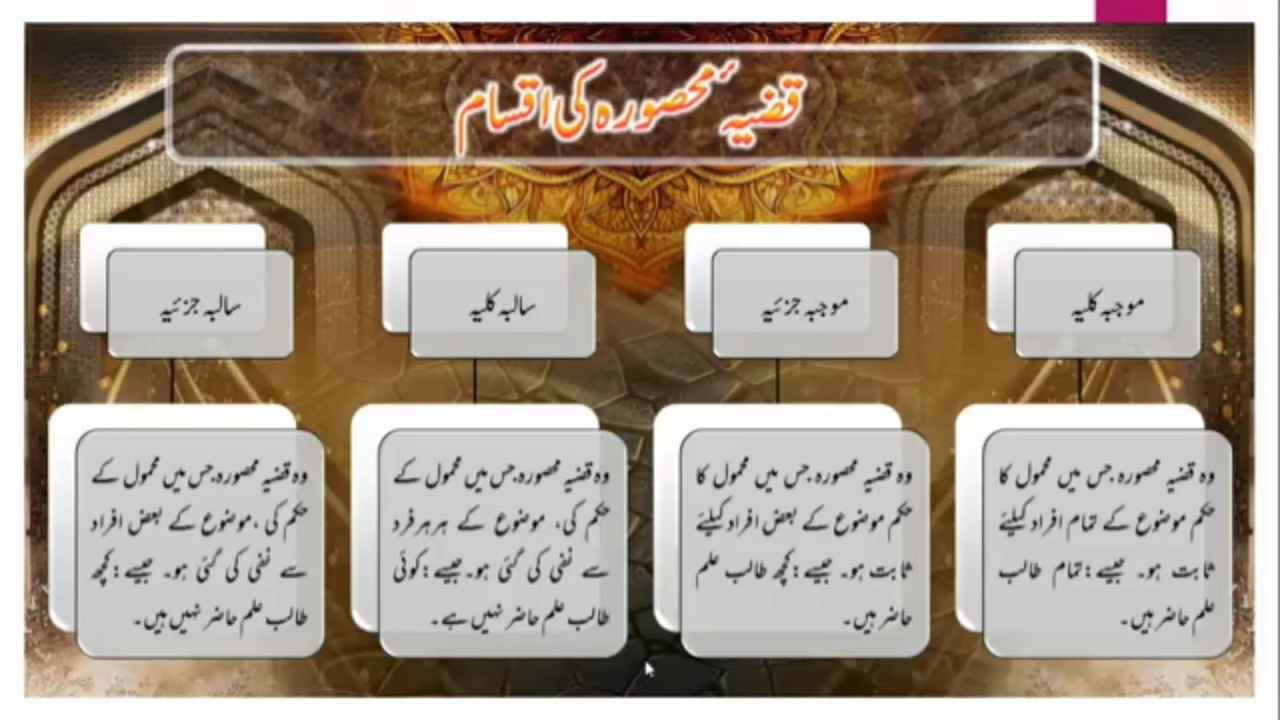 قضیۂ محصورہ کی اقسام
موجبہ کلیہ
موجبہ جزئیہ
سالبہ کلیہ
سالبہ جزئیہ
وہ قضیہ محصورہ جس میں محمول کا
حکم موضوع کے تمام افراد کیلئے
ثابت ہو۔ جیسے: تمام طالب
علم حاضر ہیں۔
وہ قضیہ محصورہ جس میں محمول کا
حکم موضوع کے بعض افراد کیلئے
ثابت ہو۔ جیسے: کچھ طالب علم
حاضر ہیں۔
وہ قضیہ محصورہ جس میں محمول کے
حکم کی، موضوع کے ہر ہر فرد
سے نفی کی گئی ہو۔ جیسے: کوئی
طالب علم حاضر نہیں ہے۔
وہ قضیہ محصورہ جس میں محمول کے
حکم کی، موضوع کے بعض افراد
سے نفی کی گئی ہو۔ جیسے: کچھ
طالب علم حاضر نہیں ہیں۔